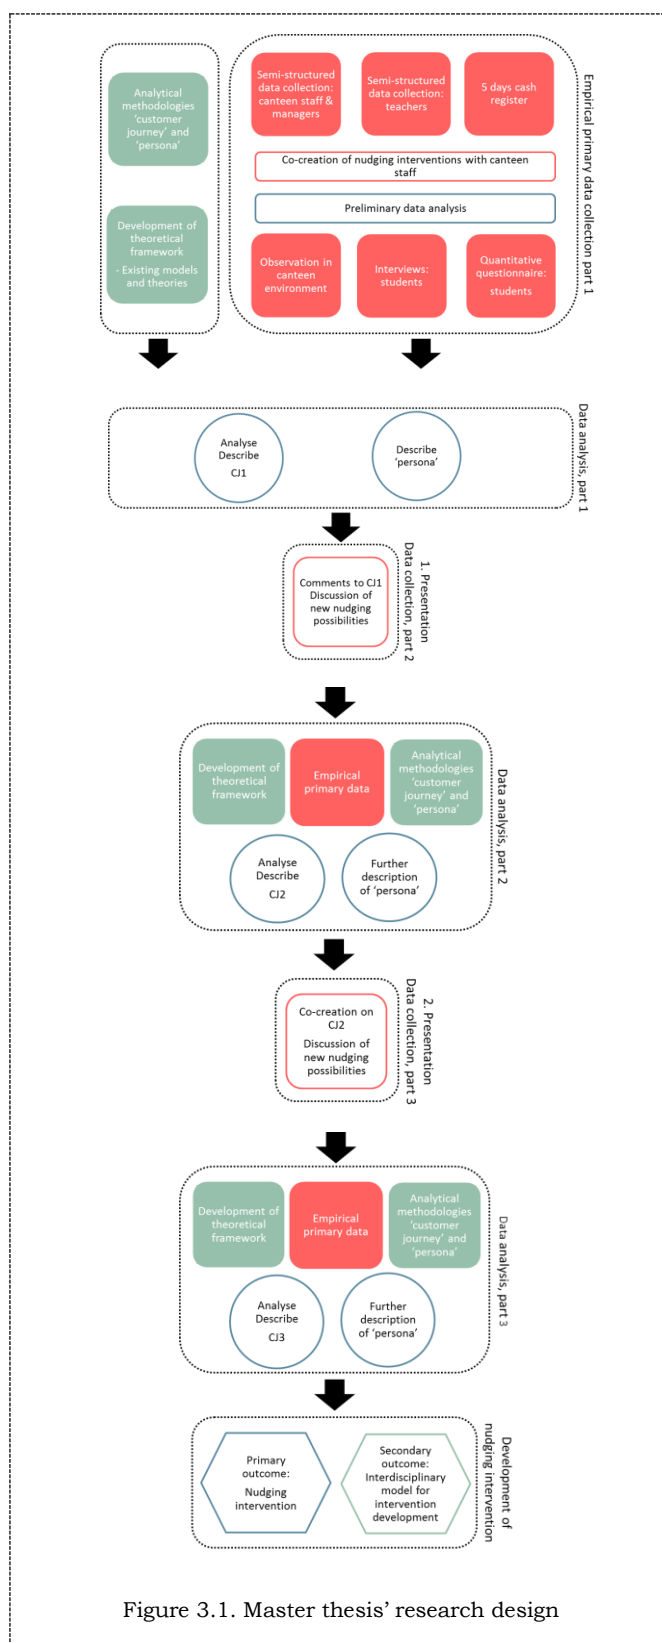 Analytical
methodologies
‘customer
journey’ and
‘persona’
Development of
theoretical
framework
- Existing models
and theories
Semi-structured
data collection:
canteen staff &
managers
Semi-structured
data collection:
teachers
5 days cash
register
Co-creation of nudging interventions with canteen
staff
Preliminary data analysis
Observation in
canteen
environment
Interviews:
students
Quantitative
questionnaire:
students
Empirical primary data collection part 1
Analyse
Describe
CJ1
Describe
‘persona’
Data analysis, part 1
Comments to CJ1
Discussion of
new nudging
possibilities
1. Presentation
Data collection, part 2
Development of
theoretical
framework
Empirical
primary data
Analytical
methodologies
‘customer
journey’ and
‘persona’
Analyse
Describe
CJ2
Further
description
of ‘persona’
Data analysis, part 2
Co-creation on
CJ2
Discussion of
new nudging
possibilities
2. Presentation
Data collection, part 3
Development of
theoretical
framework
Empirical
primary data
Analytical
methodologies
‘customer
journey’ and
‘persona’
Analyse
Describe
CJ3
Further
description
of ‘persona’
Data analysis, part 3
Primary
outcome:
Nudging
intervention
Secondary
outcome:
Interdisciplinary
model for
intervention
development
Development of
nudging intervention
Figure 3.1. Master thesis’ research design